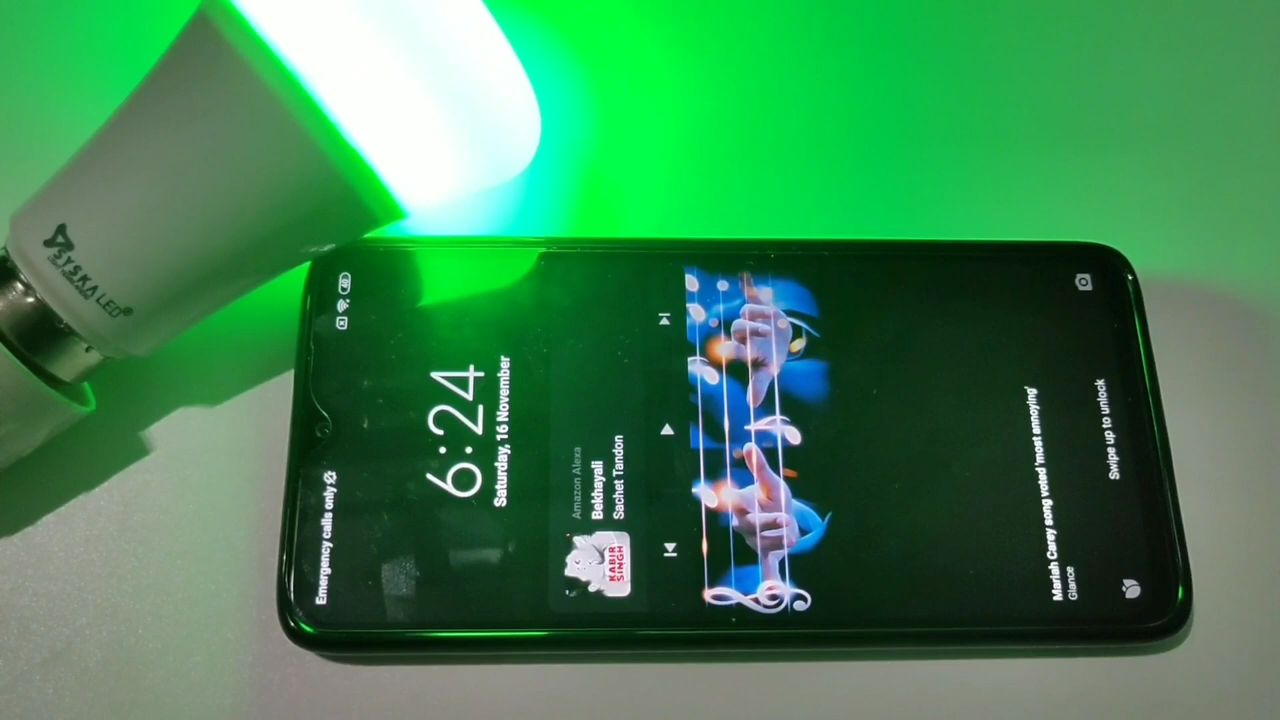 SYSKA LED®
Emergency calls only
40
6:24
Saturday, 16 November
Amazon Alexa
Bekhayali
Sachet Tandon
KABIR
SINGH
Mariah Carey song voted 'most annoying'
Glance
Swipe up to unlock